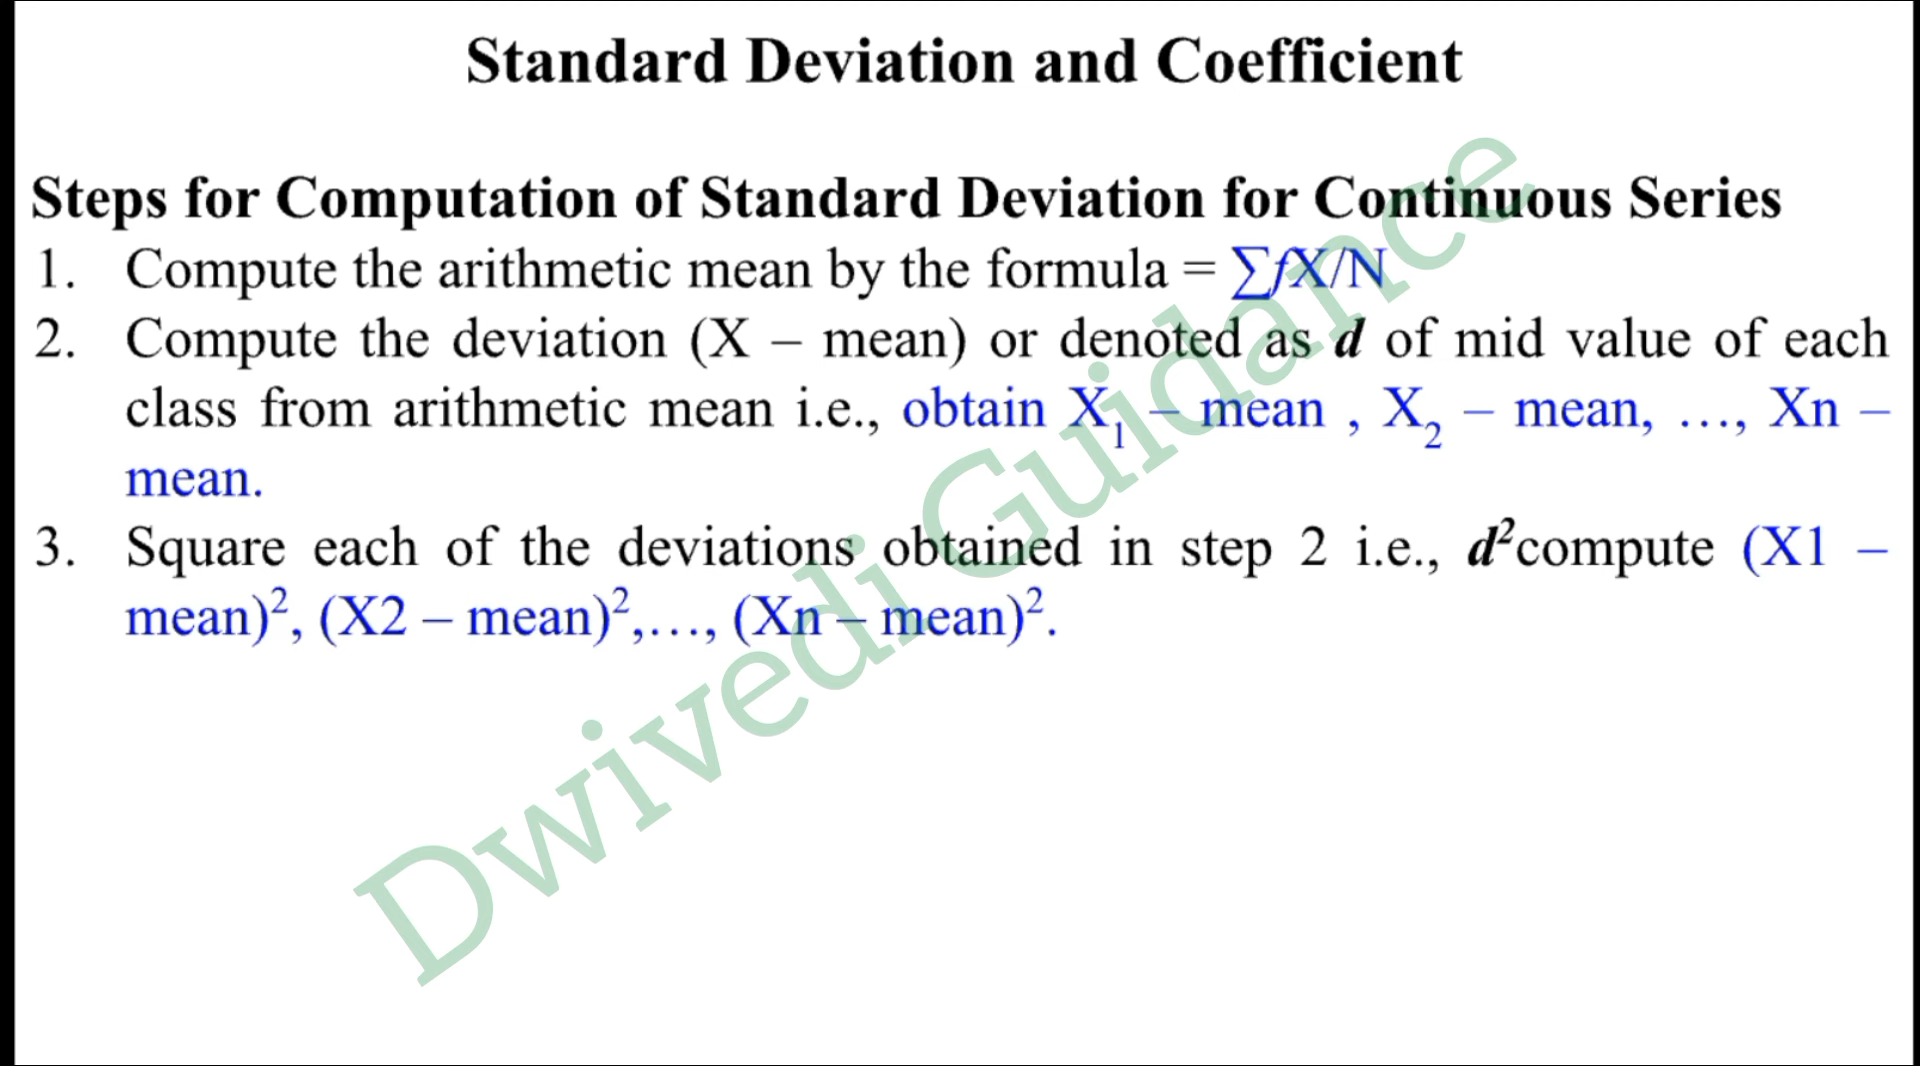 Standard Deviation and Coefficient
Steps for Computation of Standard Deviation for Continuous Series
1. Compute the arithmetic mean by the formula = ∑fX/N
2. Compute the deviation (X – mean) or denoted as d of mid value of each
class from arithmetic mean i.e., obtain X₁ – mean , X₂ – mean, …, Xn –
mean.
3. Square each of the deviations obtained in step 2 i.e., d²compute (X1 –
mean)², (X2 – mean)²,…, (Xn – mean)².
Dwivedi Guidance